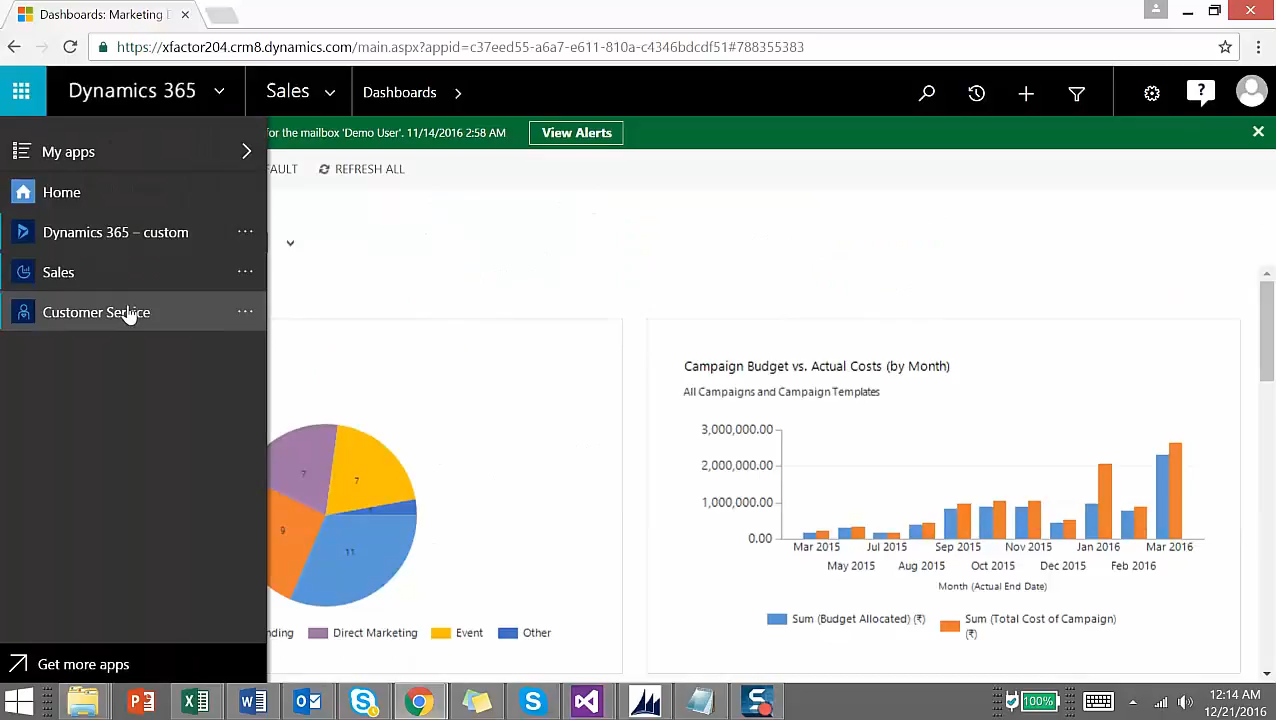 Dashboards: Marketing
https://xfactor204.crm8.dynamics.com/main.aspx?appid=c37eed55-a6a7-e611-810a-c4346bdcdf51#788355383
Dynamics 365
Sales
Dashboards
?
My apps
for the mailbox 'Demo User'. 11/14/2016 2:58 AM
View Alerts
FAULT
REFRESH ALL
Home
Dynamics 365 – custom
Sales
Customer Service
Campaign Budget vs. Actual Costs (by Month)
All Campaigns and Campaign Templates
3,000,000.00
2,000,000.00
1,000,000.00
0.00
Mar 2015
Jul 2015
Sep 2015
Nov 2015
Jan 2016
Mar 2016
May 2015
Aug 2015
Oct 2015
Dec 2015
Feb 2016
Month (Actual End Date)
Sum (Budget Allocated) (₹)
Sum (Total Cost of Campaign) (₹)
7
7
9
11
nding
Direct Marketing
Event
Other
Get more apps
100%
12:14 AM
12/21/2016